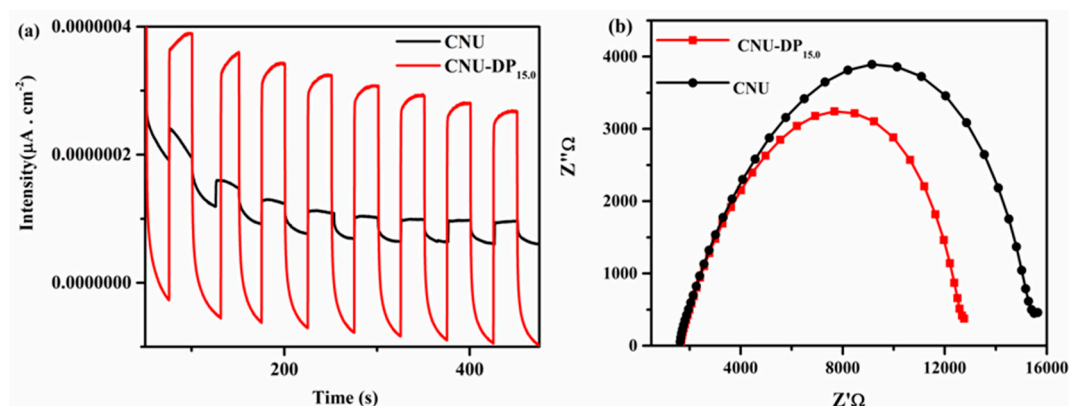 (a)
CNU
CNU-DP15.0
0.0000004
0.0000002
0.0000000
Intensity(μA . cm-2)
200
400
Time (s)
(b)
CNU-DP15.0
CNU
4000
3000
2000
1000
0
Z''Ω
4000
8000
12000
16000
Z'Ω